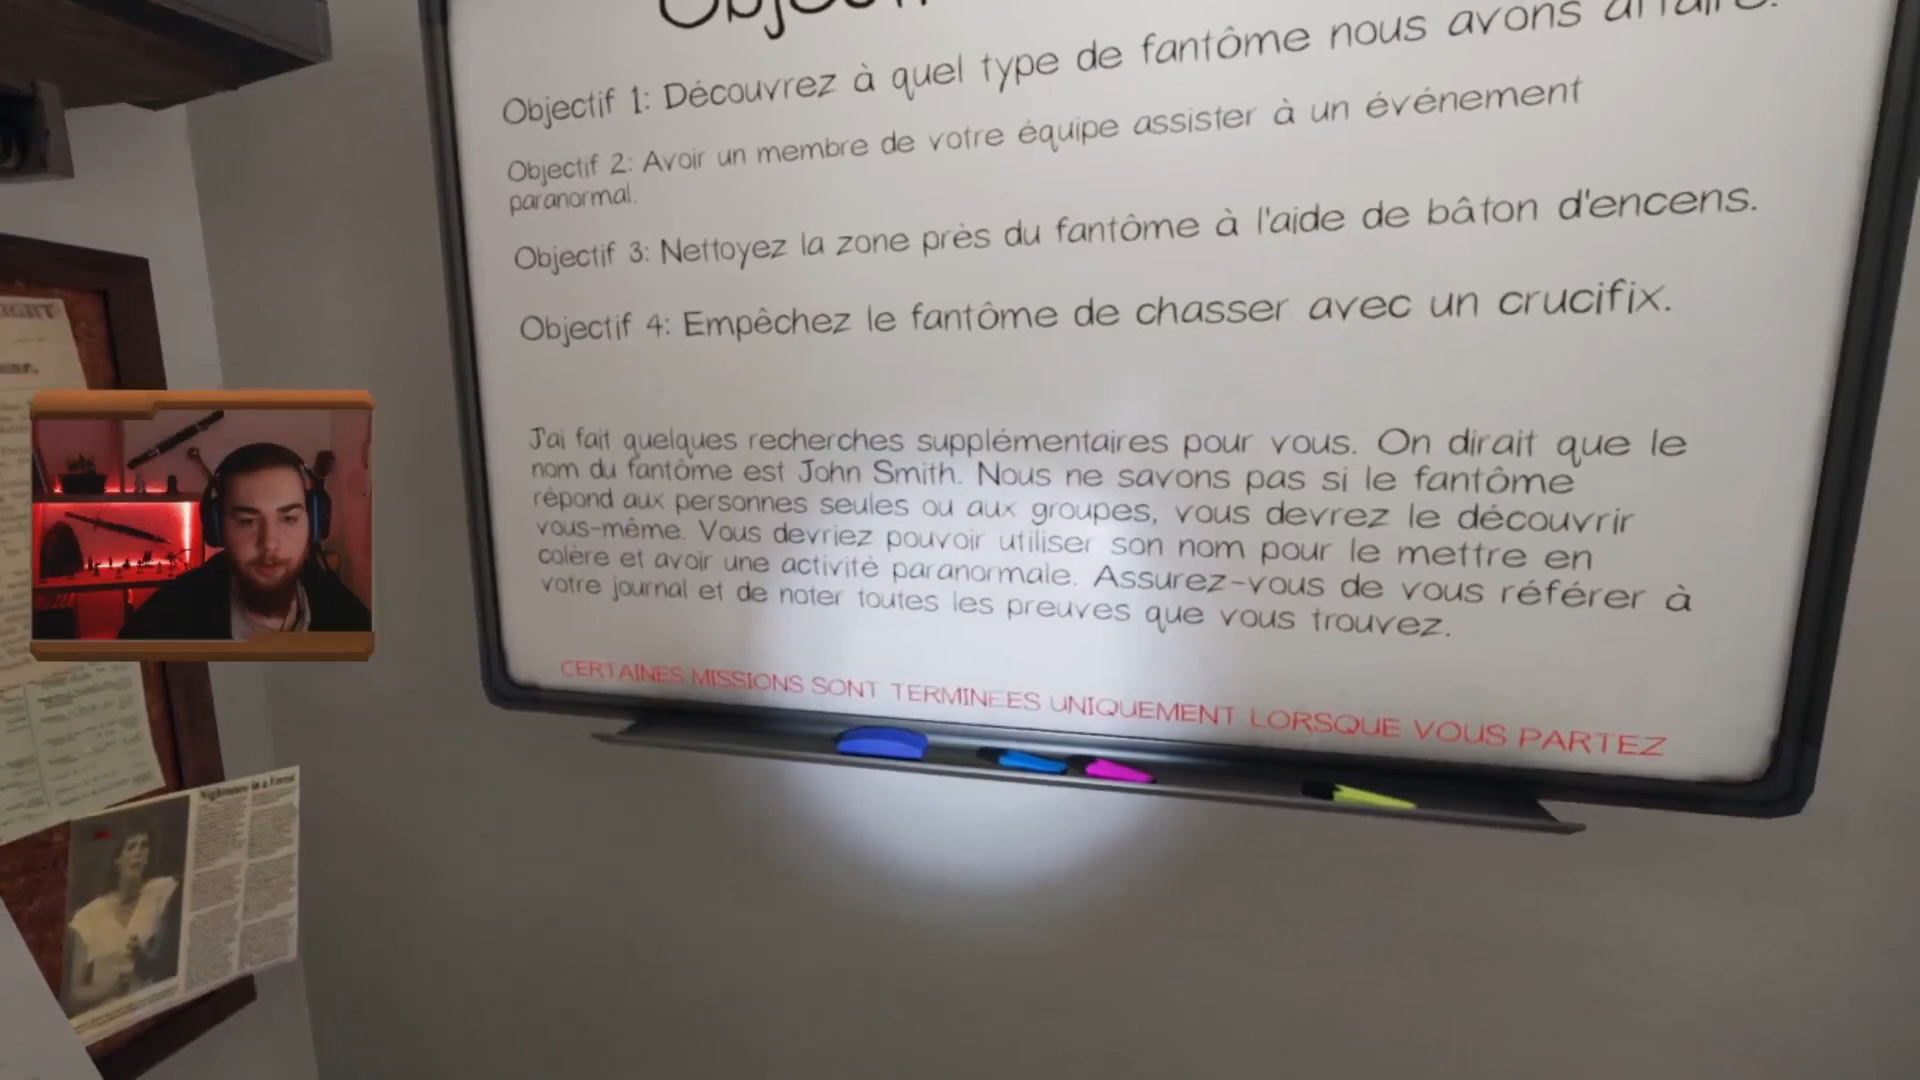 Objectif 1: Découvrez à quel type de fantôme nous avons affaire.
Objectif 2: Avoir un membre de votre équipe assister à un événement
paranormal.
Objectif 3: Nettoyez la zone près du fantôme à l'aide de bâton d'encens.
Objectif 4: Empêchez le fantôme de chasser avec un crucifix.
J'ai fait quelques recherches supplémentaires pour vous. On dirait que le
nom du fantôme est John Smith. Nous ne savons pas si le fantôme
répond aux personnes seules ou aux groupes, vous devrez le découvrir
vous-même. Vous devriez pouvoir utiliser son nom pour le mettre en
colère et avoir une activité paranormale. Assurez-vous de vous référer à
votre journal et de noter toutes les preuves que vous trouvez.
CERTAINES MISSIONS SONT TERMINEES UNIQUEMENT LORSQUE VOUS PARTEZ
Nightmare in a Forest